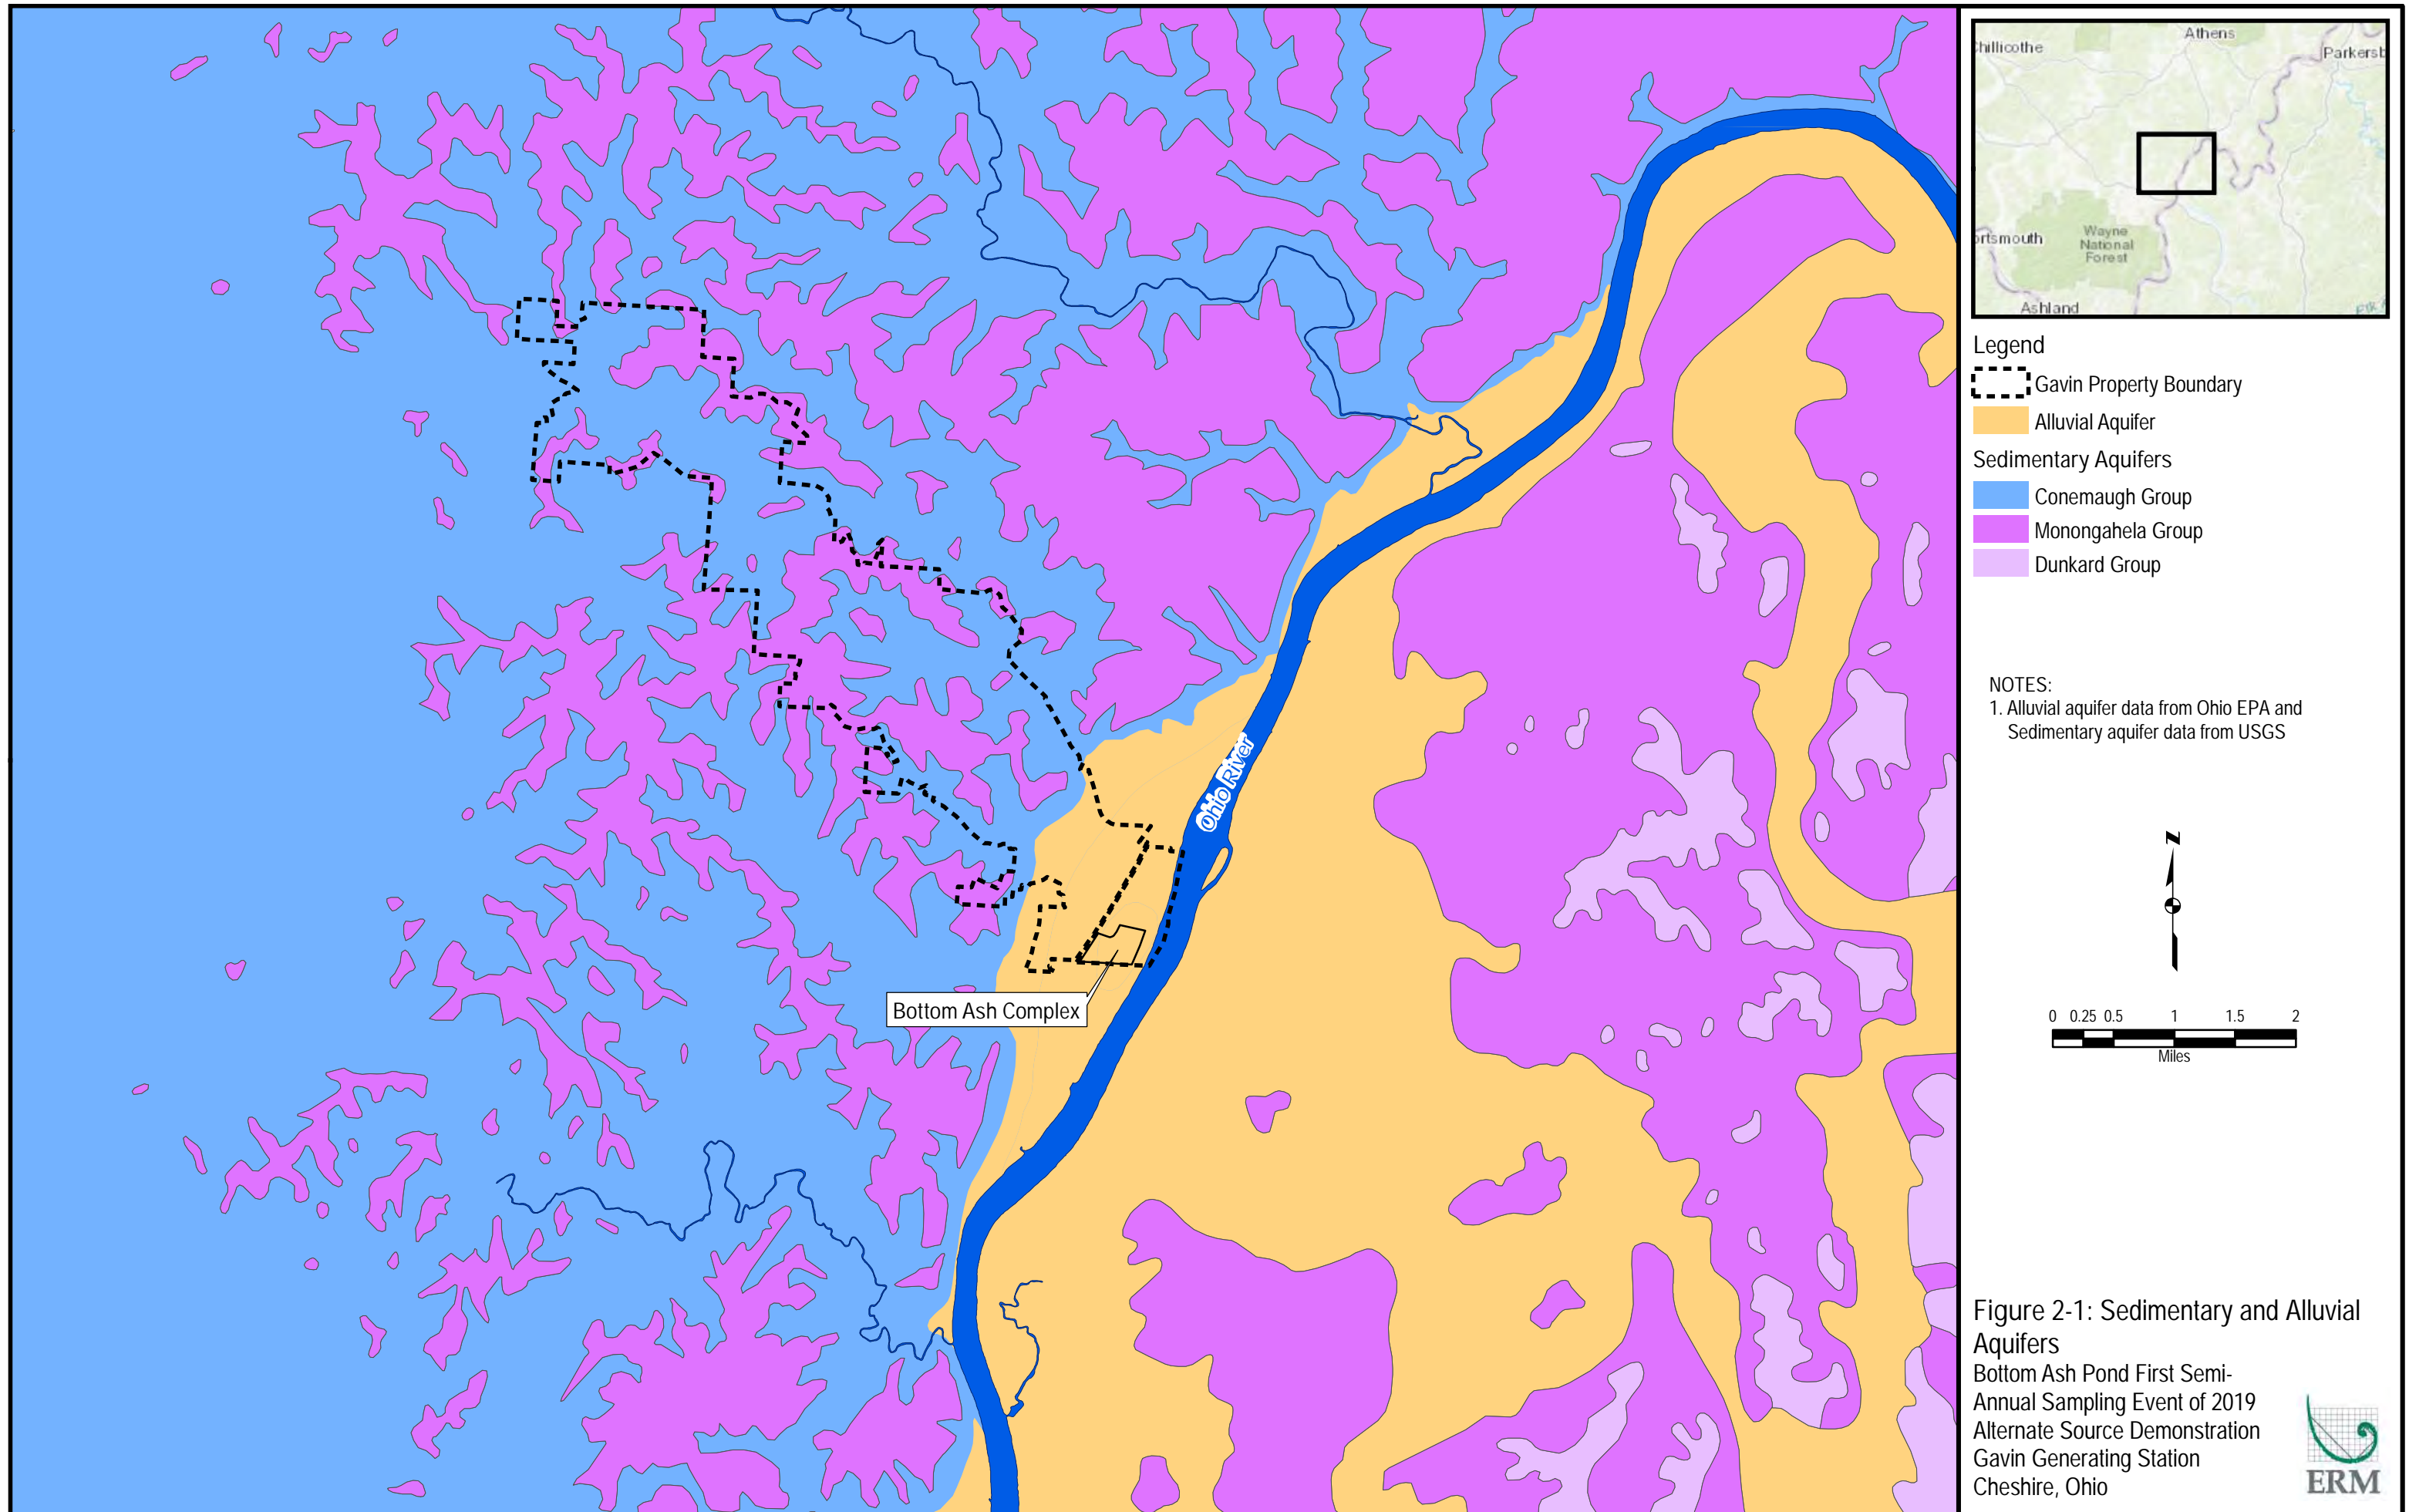 Ohio River
Bottom Ash Complex
Athens
Chillicothe
Parkersb
ortsmouth
Wayne
National
Forest
Ashland
Legend
Gavin Property Boundary
Alluvial Aquifer
Sedimentary Aquifers
Conemaugh Group
Monongahela Group
Dunkard Group
NOTES:
1. Alluvial aquifer data from Ohio EPA and
Sedimentary aquifer data from USGS
N
0 0.25 0.5 1 1.5 2
Miles
Figure 2-1: Sedimentary and Alluvial
Aquifers
Bottom Ash Pond First Semi-
Annual Sampling Event of 2019
Alternate Source Demonstration
Gavin Generating Station
Cheshire, Ohio
ERM